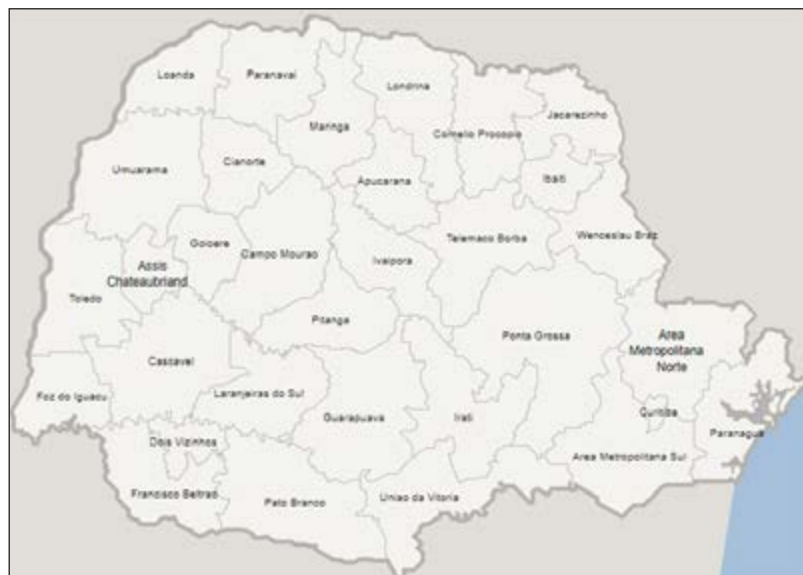 Loanda
Paranavai
Londrina
Maringa
Cornelio Procopio
Jacarezinho
Umuarama
Cianorte
Apucarana
Ibaiti
Goioere
Campo Mourao
Ivaipora
Telemaco Borba
Wenceslau Braz
Assis
Chateaubriand
Toledo
Pitanga
Ponta Grossa
Area
Metropolitana
Norte
Cascavel
Foz do Iguacu
Laranjeiras do Sul
Guarapuava
Irati
Curitiba
Paranagua
Dois Vizinhos
Area Metropolitana Sul
Francisco Beltrao
Pato Branco
Uniao da Vitoria